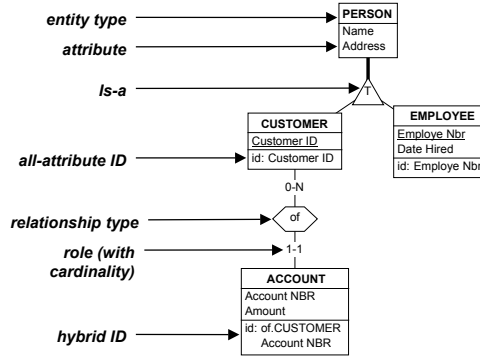 entity type
PERSON
attribute
Name
Address
Is-a
T
CUSTOMER
Customer ID
all-attribute ID
id: Customer ID
EMPLOYEE
Employe Nbr
Date Hired
id: Employe Nbr
0-N
relationship type
of
role (with
cardinality)
1-1
ACCOUNT
Account NBR
Amount
hybrid ID
id: of.CUSTOMER
Account NBR